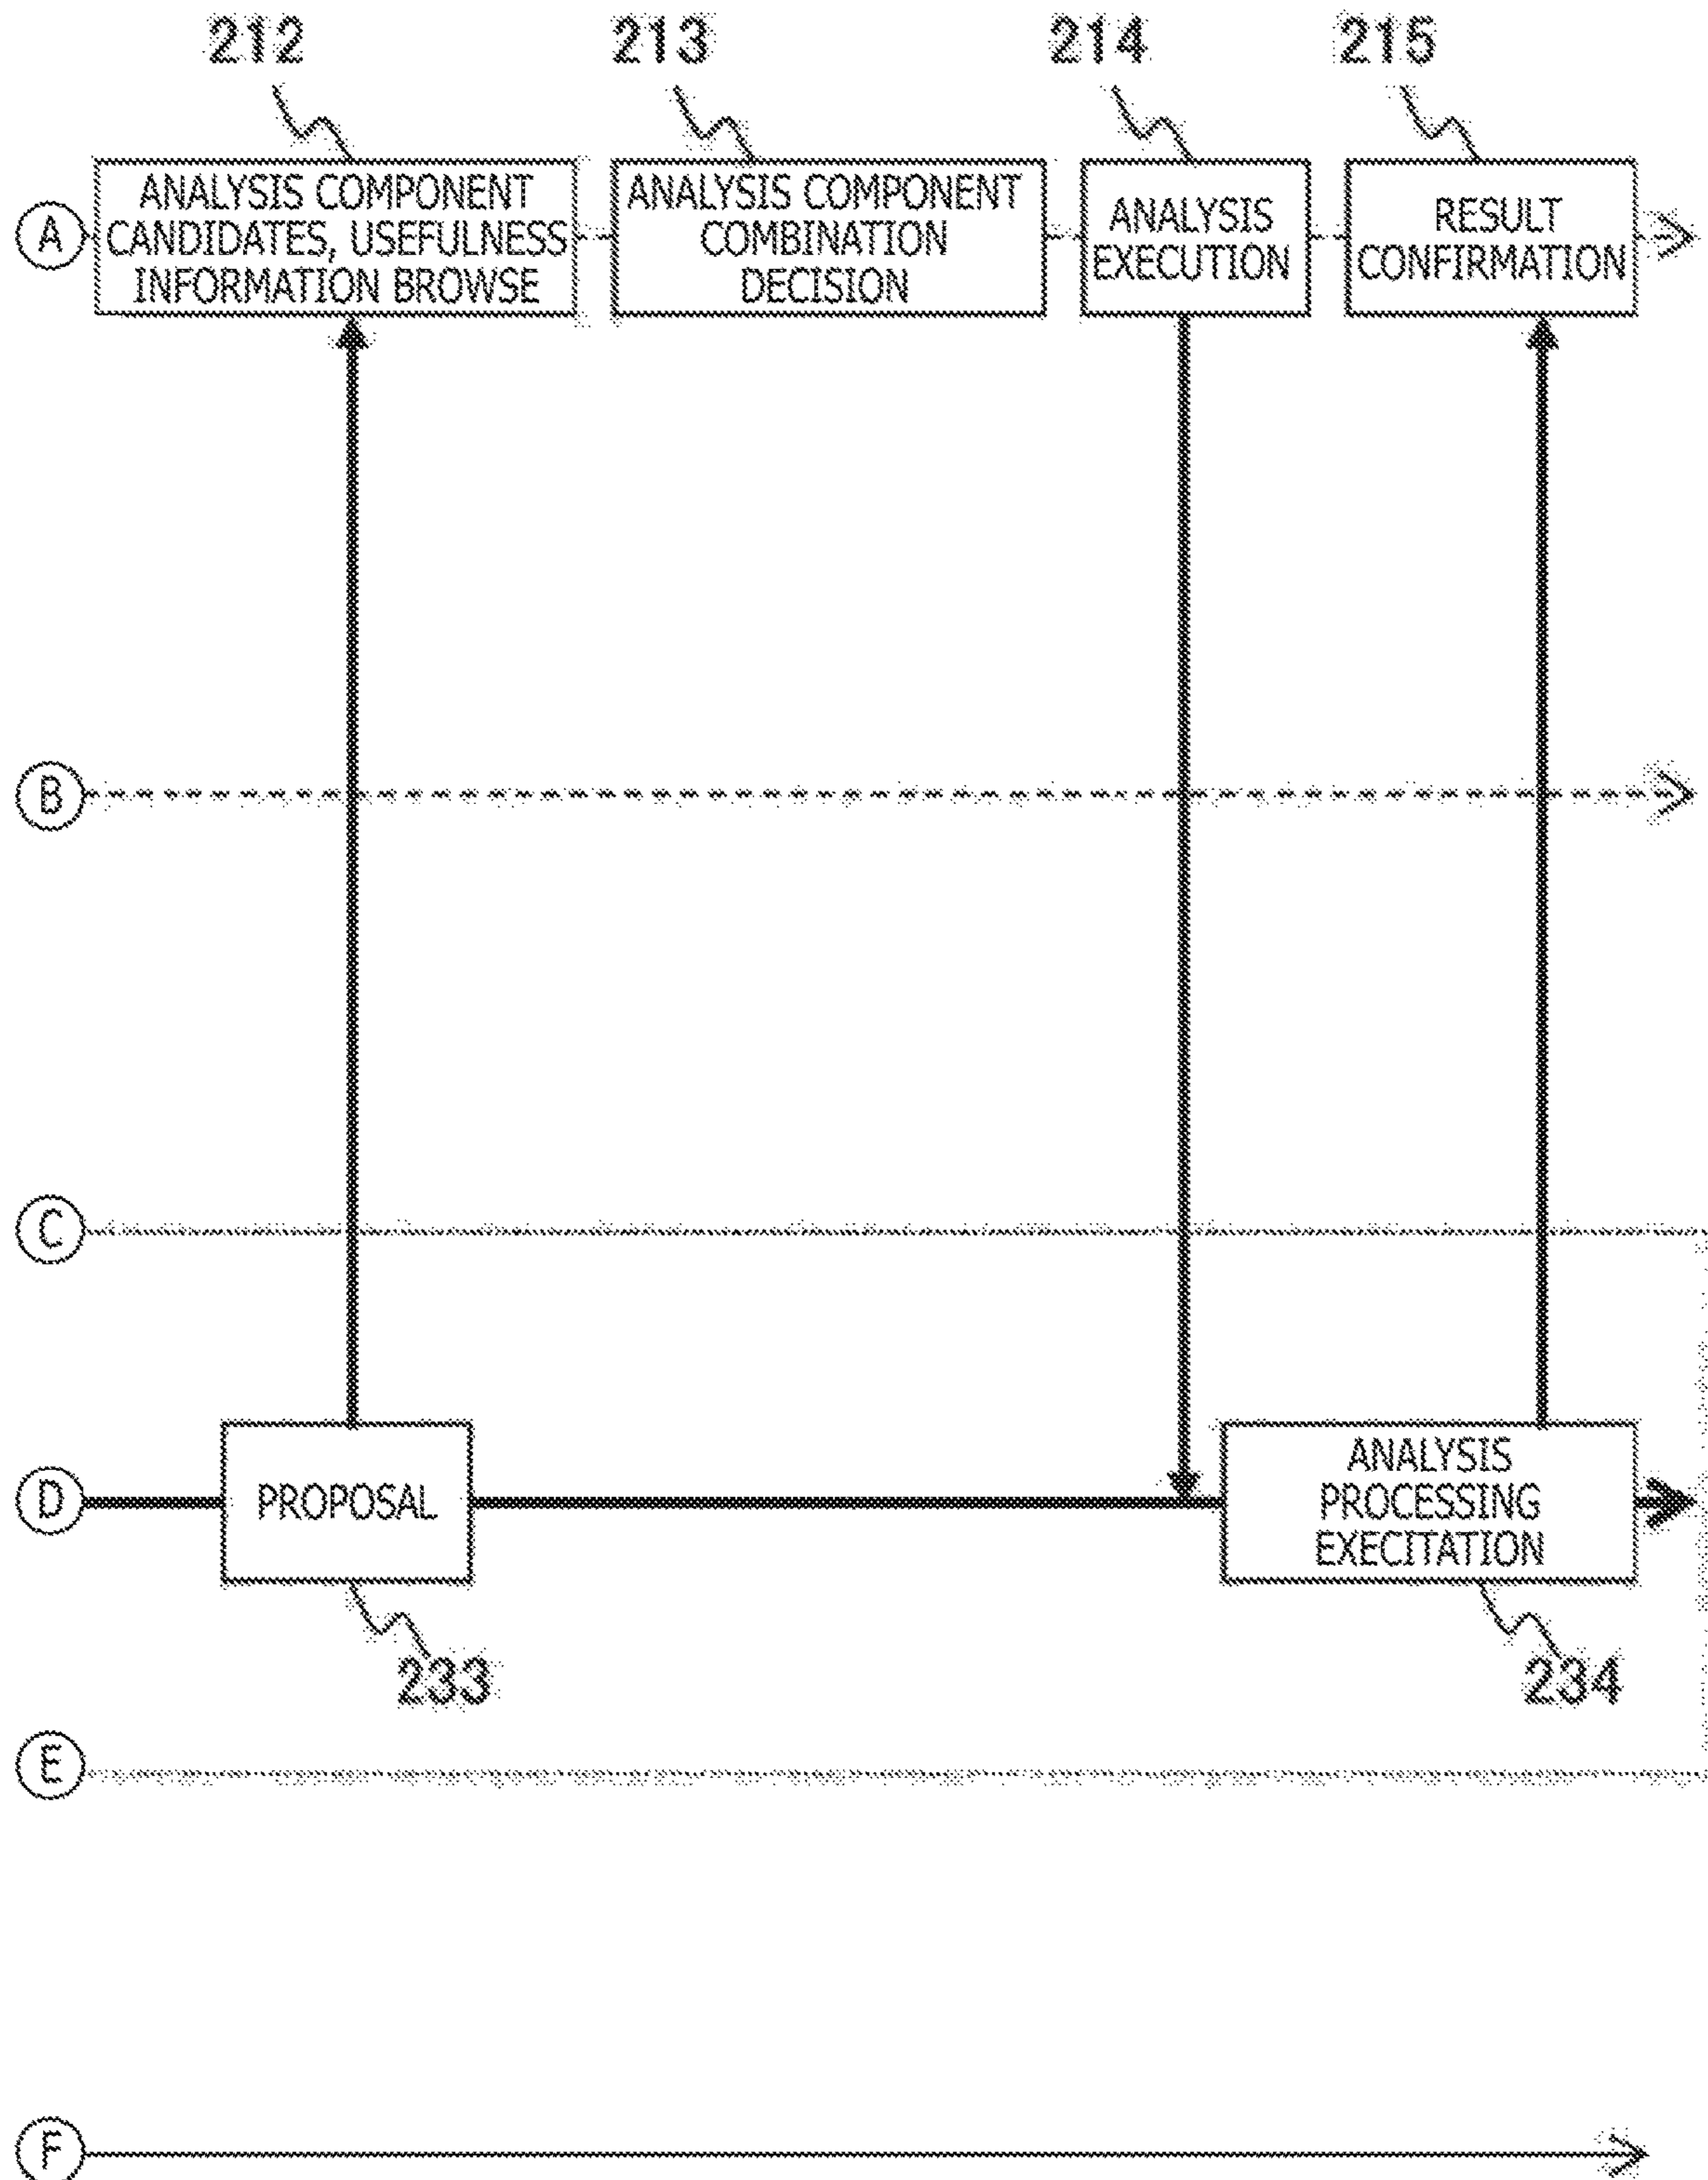 212
213
214
215
A
ANALYSIS COMPONENT
CANDIDATES, USEFULNESS
INFORMATION BROWSE
ANALYSIS COMPONENT
COMBINATION
DECISION
ANALYSIS
EXECUTION
RESULT
CONFIRMATION
B
C
D
PROPOSAL
ANALYSIS
PROCESSING
EXECITATION
233
234
E
F